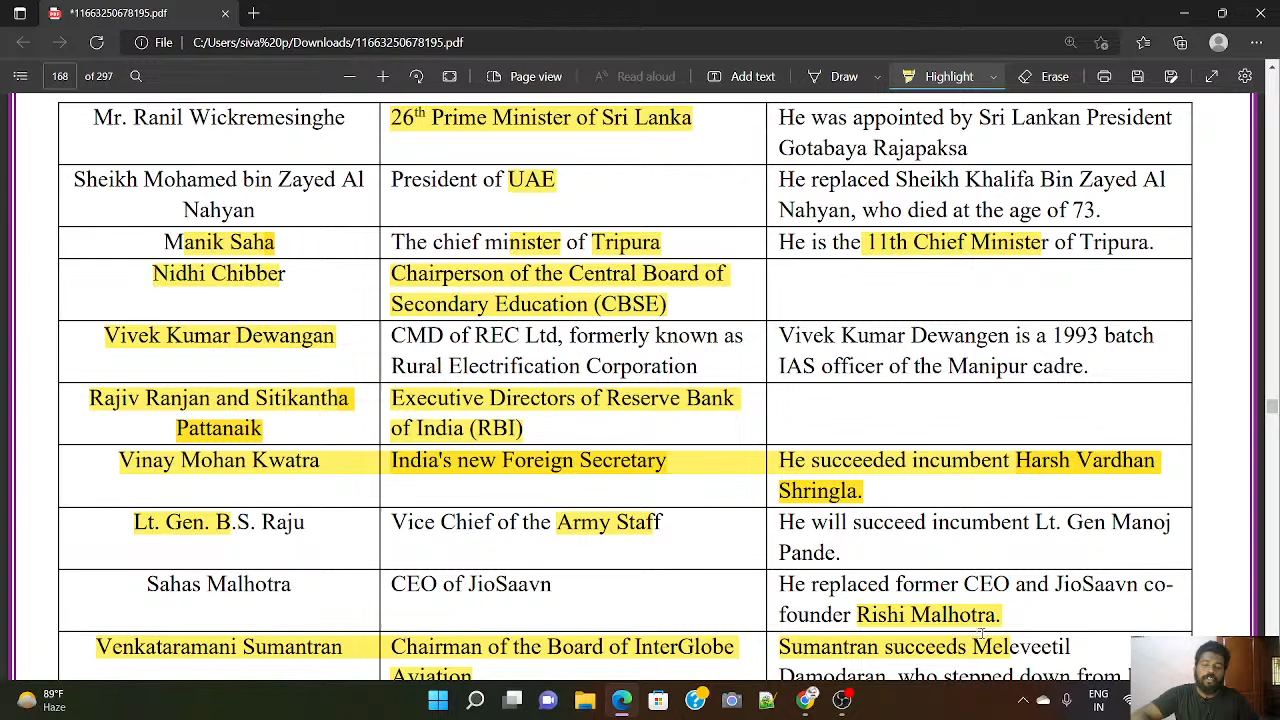 *11663250678195.pdf
File
C:/Users/siva%20p/Downloads/11663250678195.pdf
168 of 297
Page view
Read aloud
Add text
Draw
Highlight
Erase
Mr. Ranil Wickremesinghe
26th Prime Minister of Sri Lanka
He was appointed by Sri Lankan President
Gotabaya Rajapaksa
Sheikh Mohamed bin Zayed Al
Nahyan
President of UAE
He replaced Sheikh Khalifa Bin Zayed Al
Nahyan, who died at the age of 73.
Manik Saha
The chief minister of Tripura
He is the 11th Chief Minister of Tripura.
Nidhi Chibber
Chairperson of the Central Board of
Secondary Education (CBSE)
Vivek Kumar Dewangan
CMD of REC Ltd, formerly known as
Rural Electrification Corporation
Vivek Kumar Dewangen is a 1993 batch
IAS officer of the Manipur cadre.
Rajiv Ranjan and Sitikantha
Pattanaik
Executive Directors of Reserve Bank
of India (RBI)
Vinay Mohan Kwatra
India's new Foreign Secretary
He succeeded incumbent Harsh Vardhan
Shringla.
Lt. Gen. B.S. Raju
Vice Chief of the Army Staff
He will succeed incumbent Lt. Gen Manoj
Pande.
Sahas Malhotra
CEO of JioSaavn
He replaced former CEO and JioSaavn co-
founder Rishi Malhotra.
Venkataramani Sumantran
Chairman of the Board of InterGlobe
Aviation
Sumantran succeeds Meleveetil
Damodaran, who stepped down from
89°F
Haze
ENG
IN